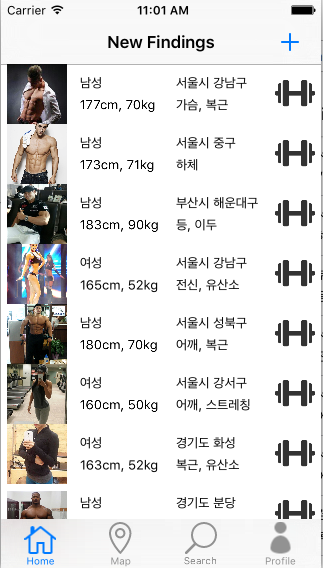 Carrier 11:01 AM
New Findings
남성 서울시 강남구
177cm, 70kg 가슴, 복근
남성 서울시 중구
173cm, 71kg 하체
남성 부산시 해운대구
183cm, 90kg 등, 이두
여성 서울시 강남구
165cm, 52kg 전신, 유산소
남성 서울시 성북구
180cm, 70kg 어깨, 복근
여성 서울시 강서구
160cm, 50kg 어깨, 스트레칭
여성 경기도 화성
163cm, 52kg 복근, 유산소
남성 경기도 분당
Home Map Search Profile